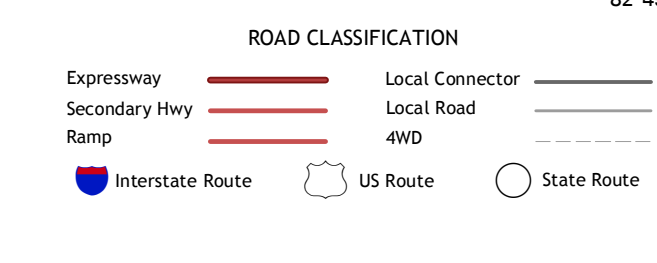 ROAD CLASSIFICATION
Expressway
Local Connector
Secondary Hwy
Local Road
Ramp
4WD
Interstate Route
US Route
State Route